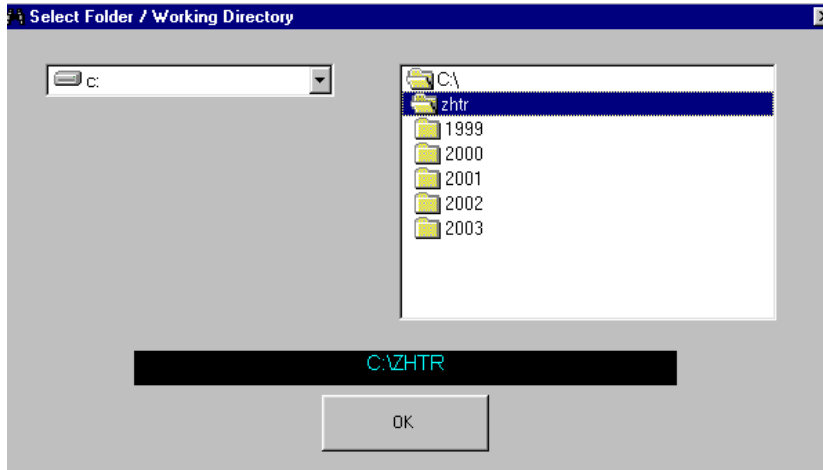 Select Folder / Working Directory
c:
C:\
zhtr
1999
2000
2001
2002
2003
C:\ZHTR
OK